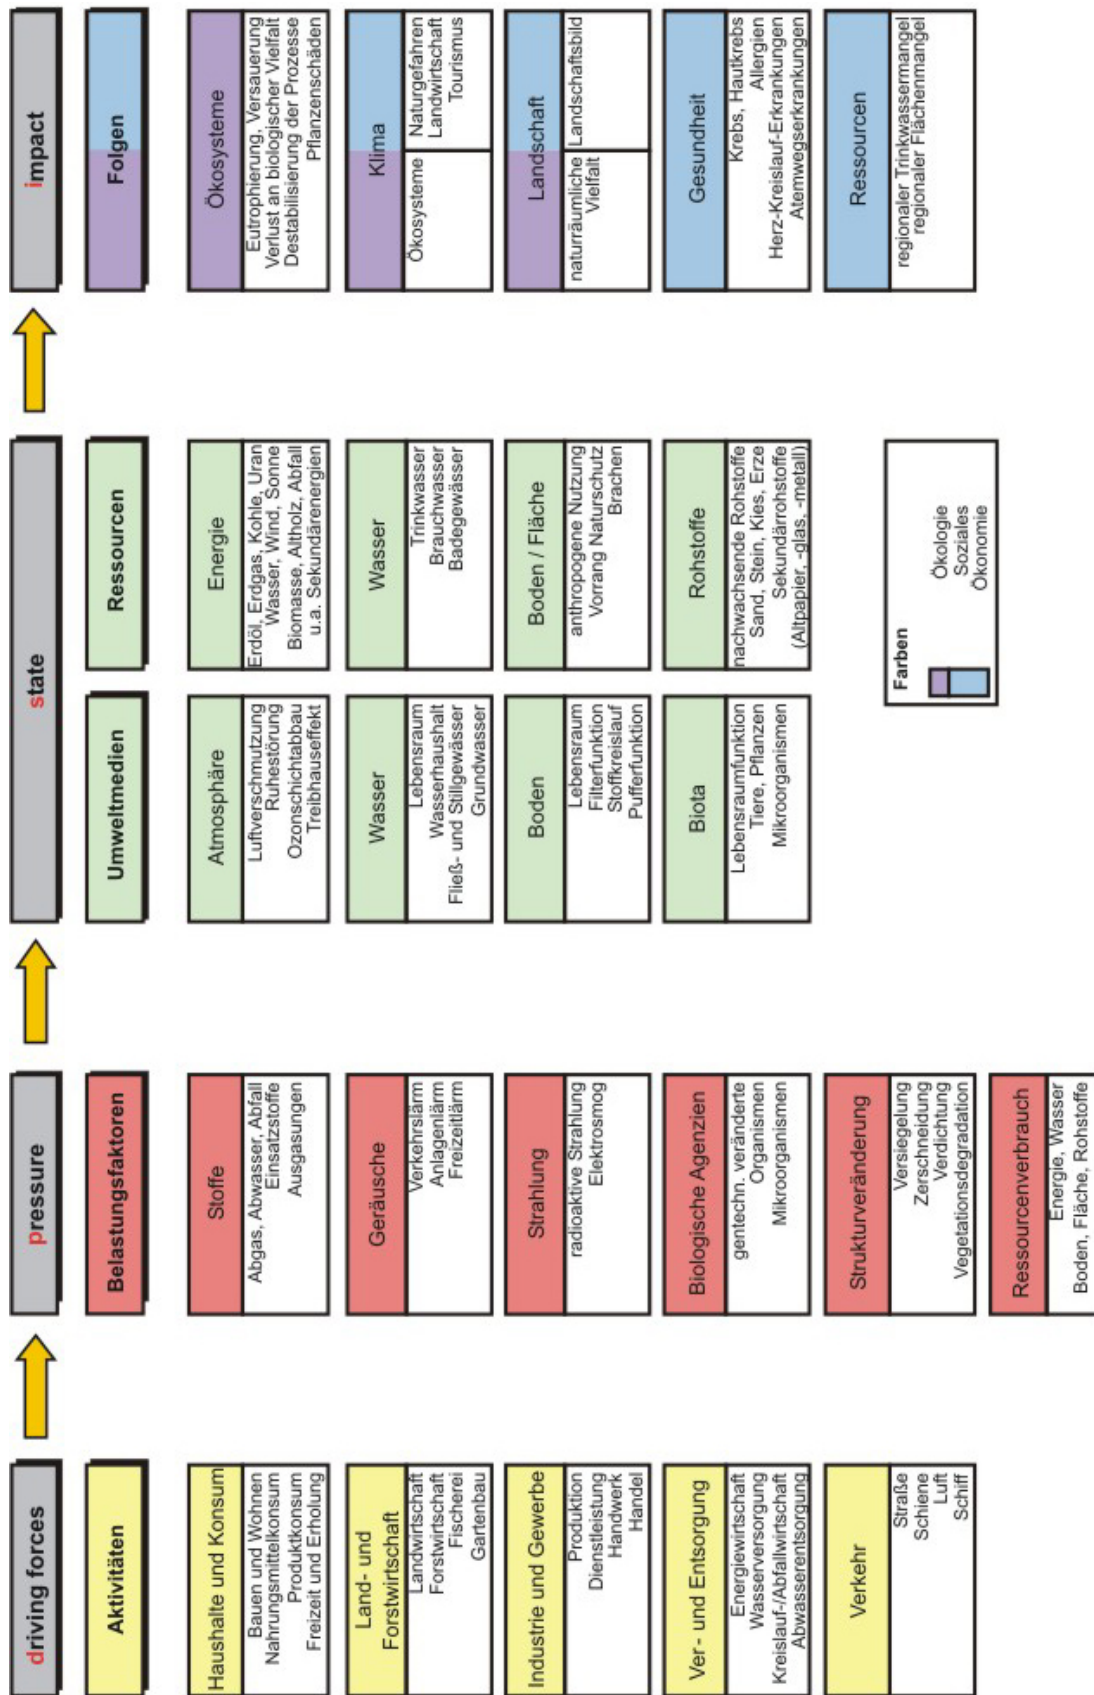 driving forces
Aktivitäten
Haushalte und Konsum
Bauen und Wohnen
Nahrungsmittelkonsum
Produktkonsum
Freizeit und Erholung
Land- und
Forstwirtschaft
Landwirtschaft
Forstwirtschaft
Fischerei
Gartenbau
Industrie und Gewerbe
Produktion
Dienstleistung
Handwerk
Handel
Ver- und Entsorgung
Energiewirtschaft
Wasserversorgung
Kreislauf-/Abfallwirtschaft
Abwasserentsorgung
Verkehr
Straße
Schiene
Luft
Schiff
pressure
Belastungsfaktoren
Stoffe
Abgas, Abwasser, Abfall
Einsatzstoffe
Ausgasungen
Geräusche
Verkehrslärm
Anlagenlärm
Freizeitlärm
Strahlung
radioaktive Strahlung
Elektrosmog
Biologische Agenzien
gentechn. veränderte
Organismen
Mikroorganismen
Strukturveränderung
Versiegelung
Zerschneidung
Verdichtung
Vegetationsdegradation
Ressourcenverbrauch
Energie, Wasser
Boden, Fläche, Rohstoffe
state
Umweltmedien
Atmosphäre
Luftverschmutzung
Ruhestörung
Ozonschichtabbau
Treibhauseffekt
Wasser
Lebensraum
Wasserhaushalt
Fließ- und Stillgewässer
Grundwasser
Boden
Lebensraum
Filterfunktion
Stoffkreislauf
Pufferfunktion
Biota
Lebensraumfunktion
Tiere, Pflanzen
Mikroorganismen
Ressourcen
Energie
Erdöl, Erdgas, Kohle, Uran
Wasser, Wind, Sonne
Biomasse, Altholz, Abfall
u.a. Sekundärenergien
Wasser
Trinkwasser
Brauchwasser
Badegewässer
Boden / Fläche
anthropogene Nutzung
Vorrang Naturschutz
Brachen
Rohstoffe
nachwachsende Rohstoffe
Sand, Stein, Kies, Erze
Sekundärrohstoffe
(Altpapier, -glas, -metall)
Farben
Ökologie
Soziales
Ökonomie
impact
Folgen
Ökosysteme
Eutrophierung, Versauerung
Verlust an biologischer Vielfalt
Destabilisierung der Prozesse
Pflanzenschäden
Klima
Ökosysteme
Naturgefahren
Landwirtschaft
Tourismus
Landschaft
naturräumliche
Vielfalt
Landschaftsbild
Gesundheit
Krebs, Hautkrebs
Allergien
Herz-Kreislauf-Erkrankungen
Atemwegserkrankungen
Ressourcen
regionaler Trinkwassermangel
regionaler Flächenmangel